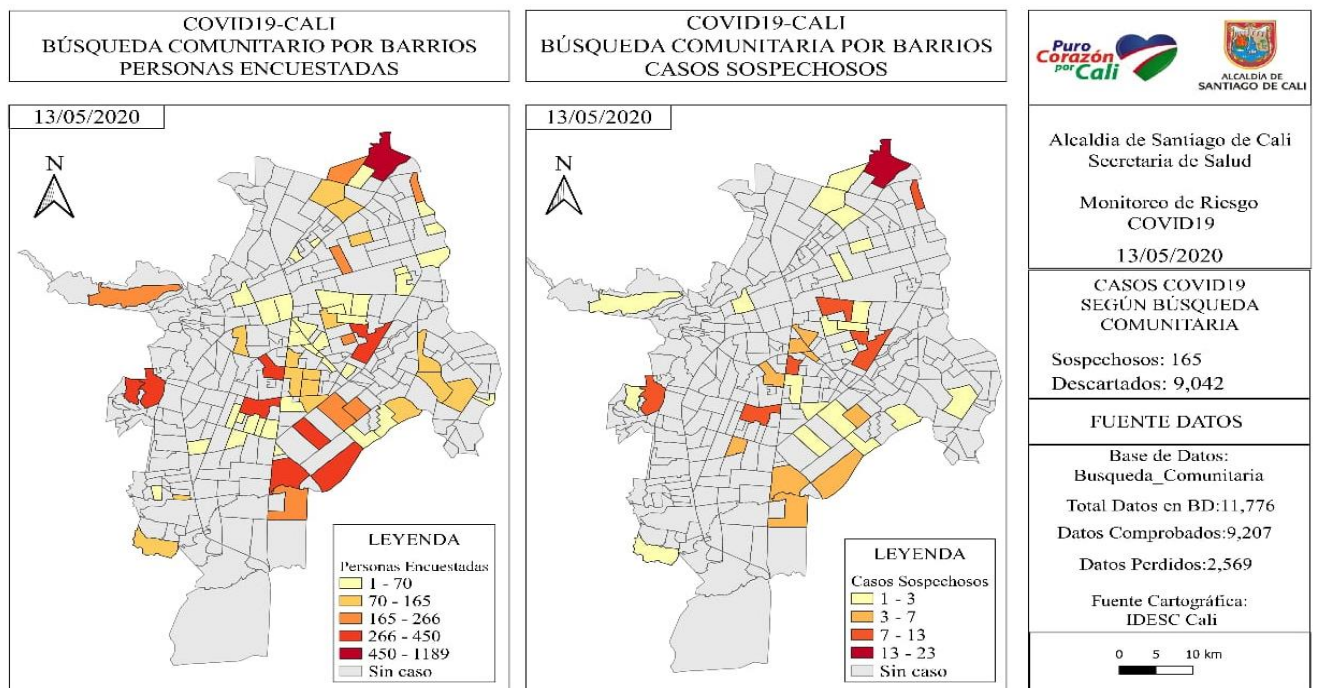 COVID19-CALI
BÚSQUEDA COMUNITARIO POR BARRIOS
PERSONAS ENCUESTADAS
13/05/2020
N
LEYENDA
Personas Encuestadas
1 - 70
70 - 165
165 - 266
266 - 450
450 - 1189
Sin caso
COVID19-CALI
BÚSQUEDA COMUNITARIA POR BARRIOS
CASOS SOSPECHOSOS
13/05/2020
N
LEYENDA
Casos Sospechosos
1 - 3
3 - 7
7 - 13
13 - 23
Sin caso
Puro
Corazón
por Cali
ALCALDÍA DE
SANTIAGO DE CALI
Alcaldia de Santiago de Cali
Secretaria de Salud
Monitoreo de Riesgo
COVID19
13/05/2020
CASOS COVID19
SEGÚN BÚSQUEDA
COMUNITARIA
Sospechosos: 165
Descartados: 9,042
FUENTE DATOS
Base de Datos:
Busqueda_Comunitaria
Total Datos en BD:11,776
Datos Comprobados:9,207
Datos Perdidos:2,569
Fuente Cartográfica:
IDESC Cali
0 5 10 km